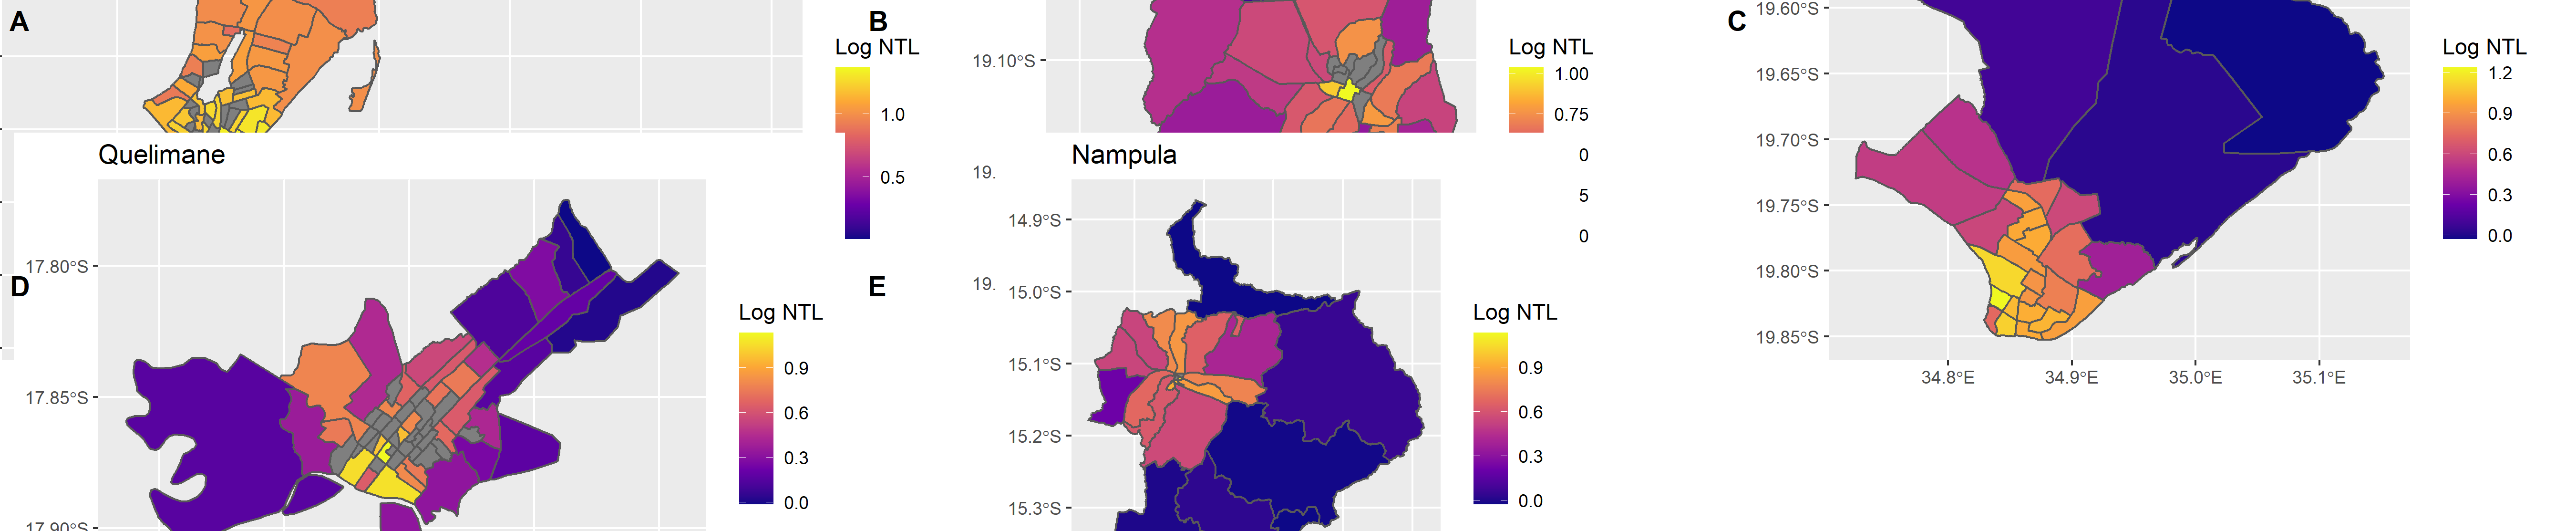 A
Log NTL
1.0
0.5
B
19.10°S
19.
19.
Log NTL
1.00
0.75
0
5
0
C
19.60°S
19.65°S
19.70°S
19.75°S
19.80°S
19.85°S
34.8°E 34.9°E 35.0°E 35.1°E
Log NTL
1.2
0.9
0.6
0.3
0.0
D
Quelimane
17.80°S
17.85°S
17.90°S
Log NTL
0.9
0.6
0.3
0.0
E
Nampula
14.9°S
15.0°S
15.1°S
15.2°S
15.3°S
Log NTL
0.9
0.6
0.3
0.0